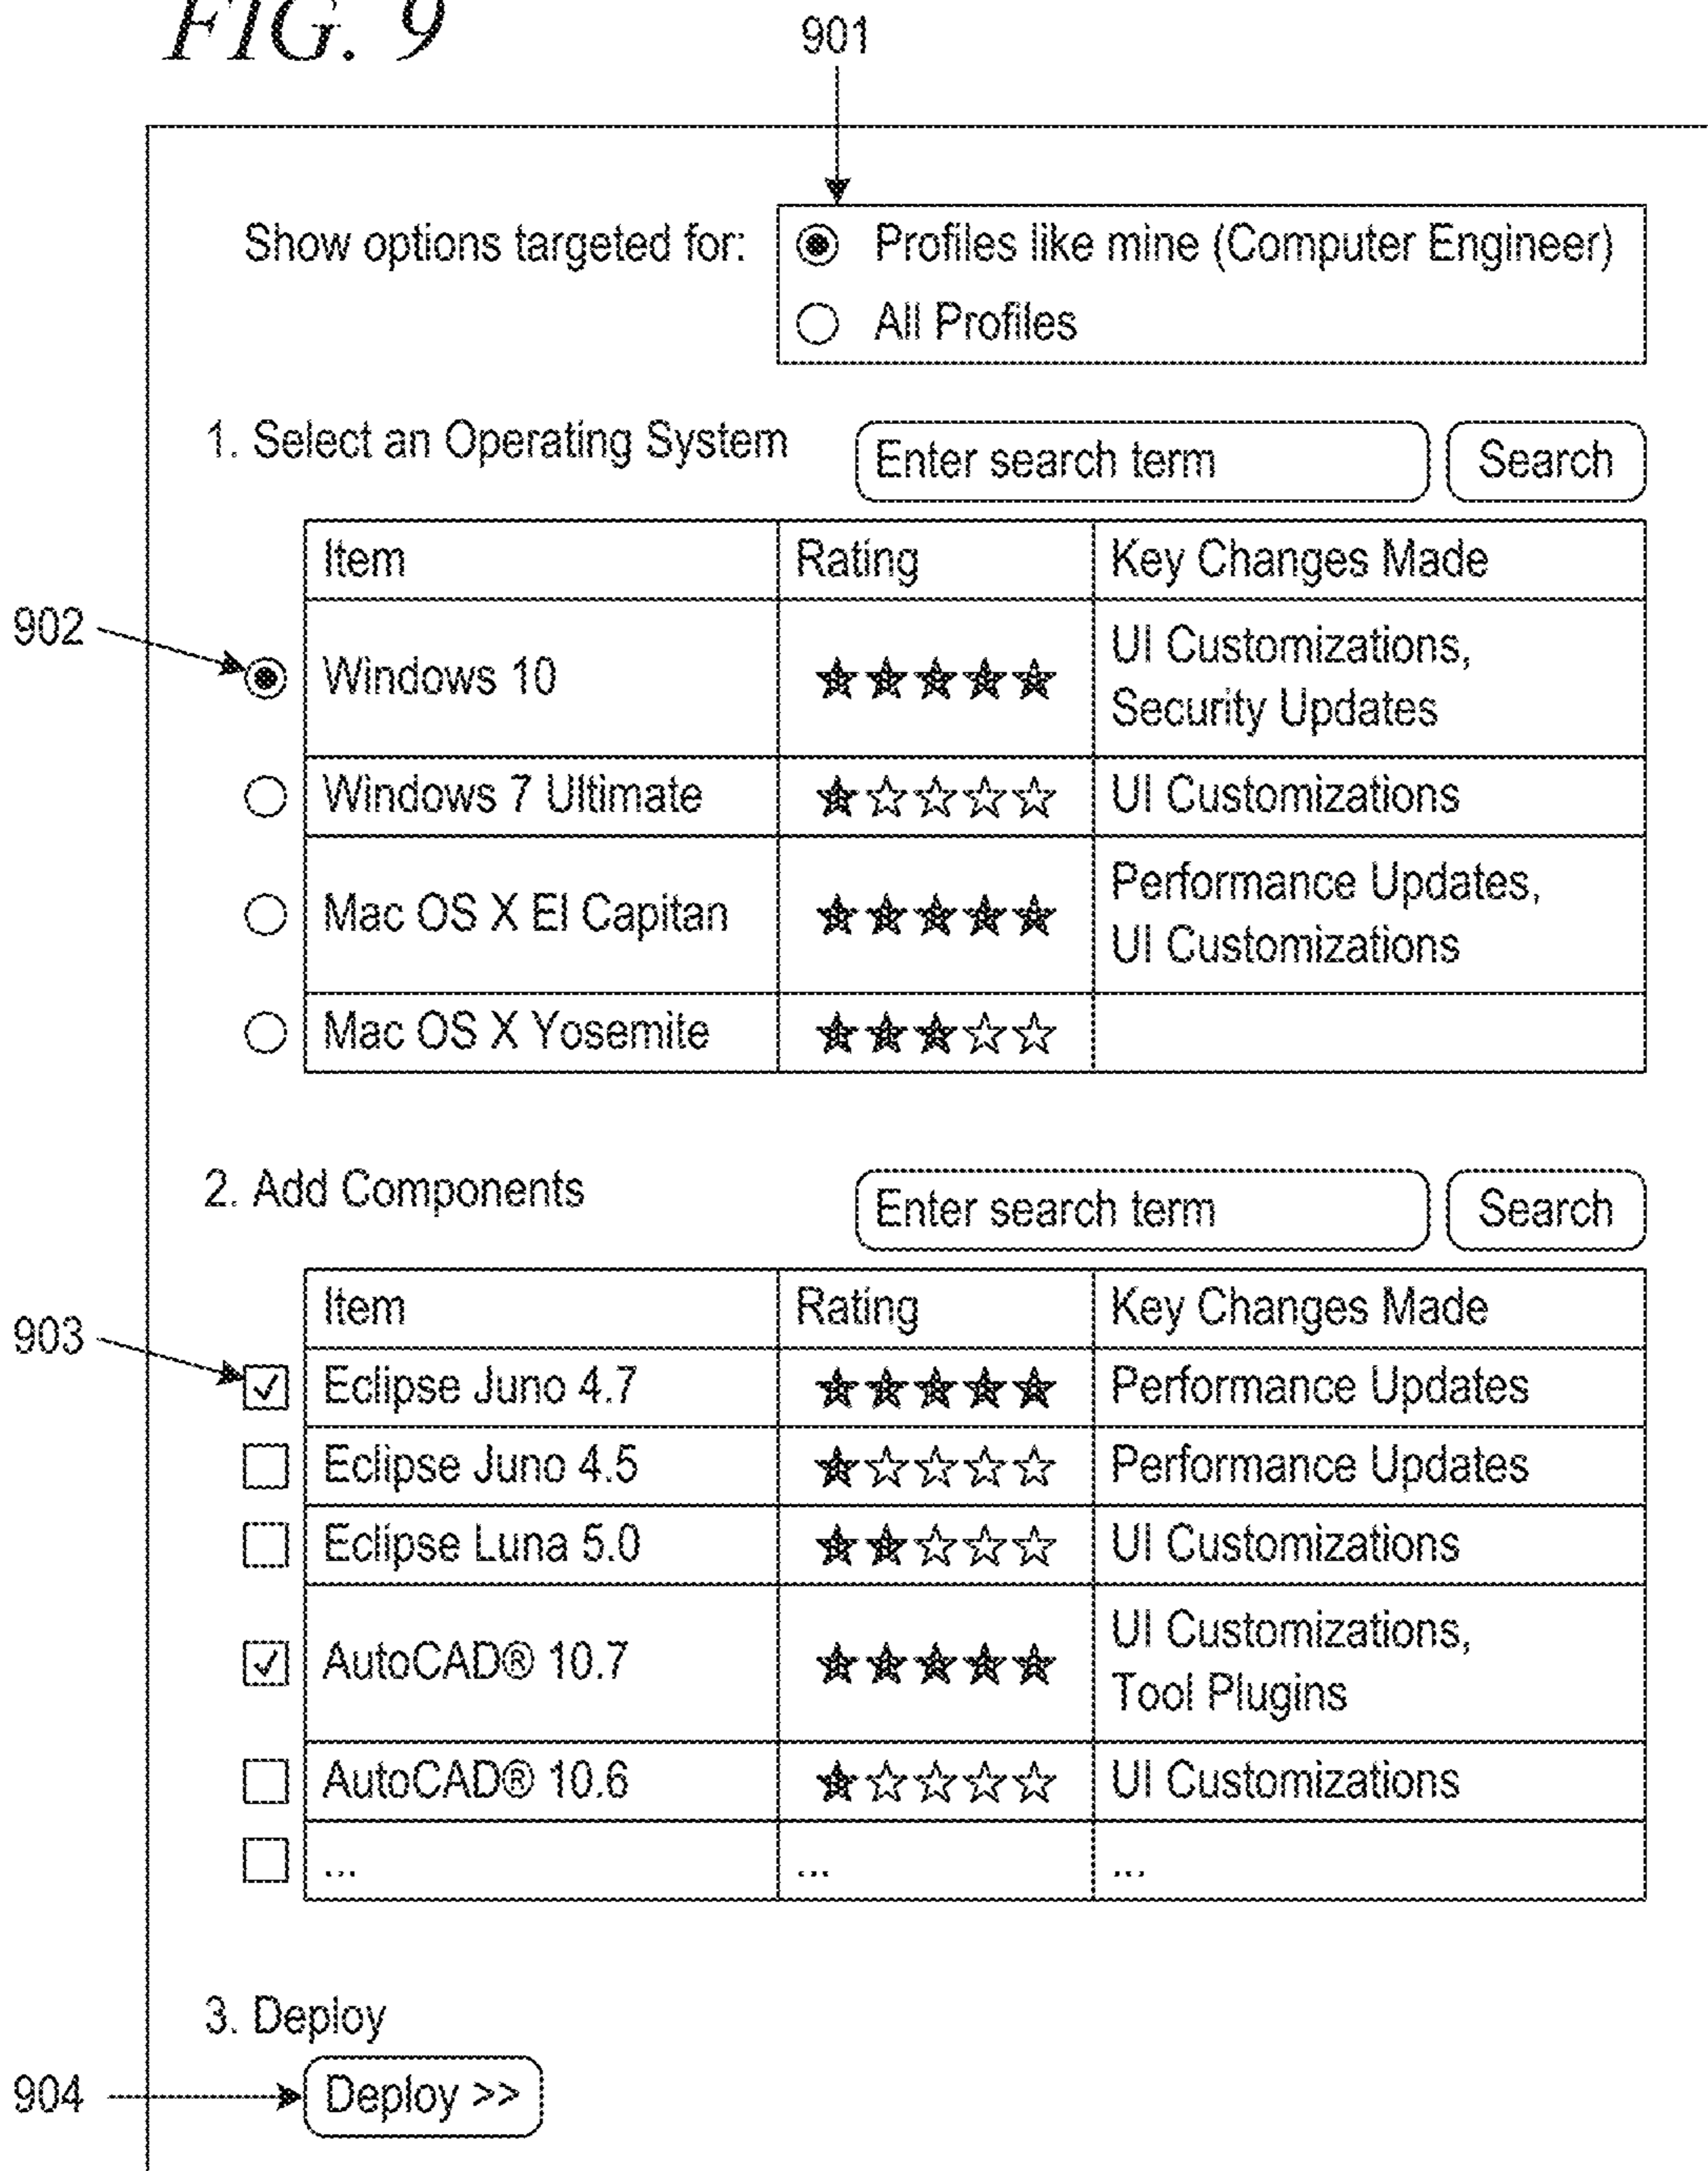 FIG. 9
901
Show options targeted for:
Profiles like mine (Computer Engineer)
All Profiles
1. Select an Operating System
Enter search term
Search
Item Rating Key Changes Made
902
Windows 10
UI Customizations,
Security Updates
Windows 7 Ultimate
UI Customizations
Mac OS X El Capitan
Performance Updates,
UI Customizations
Mac OS X Yosemite
2. Add Components
Enter search term
Search
Item Rating Key Changes Made
903
Eclipse Juno 4.7
Performance Updates
Eclipse Juno 4.5
Performance Updates
Eclipse Luna 5.0
UI Customizations
AutoCAD® 10.7
UI Customizations,
Tool Plugins
AutoCAD® 10.6
UI Customizations
... ... ...
3. Deploy
904
Deploy >>